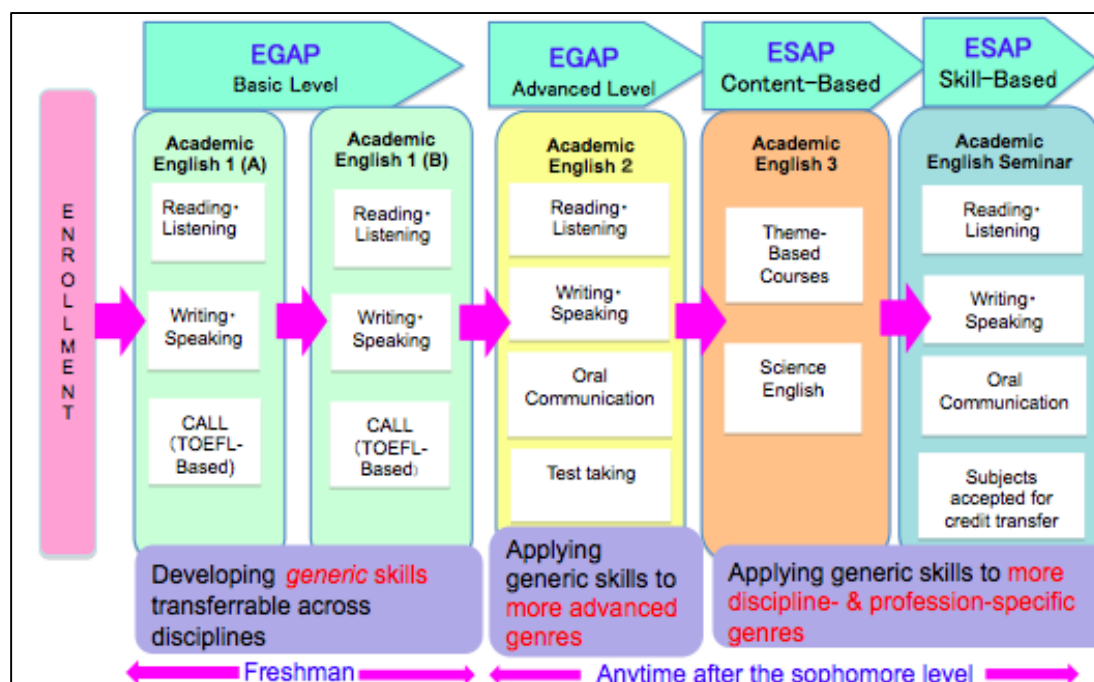 EGAP
Basic Level
EGAP
Advanced Level
ESAP
Content-Based
ESAP
Skill-Based
ENROLLMENT
Academic
English 1 (A)
Reading・
Listening
Writing・
Speaking
CALL
(TOEFL-
Based)
Academic
English 1 (B)
Reading・
Listening
Writing・
Speaking
CALL
(TOEFL-
Based)
Academic
English 2
Reading・
Listening
Writing・
Speaking
Oral
Communication
Test taking
Academic
English 3
Theme-
Based
Courses
Science
English
Academic
English Seminar
Reading・
Listening
Writing・
Speaking
Oral
Communication
Subjects
accepted for
credit transfer
Developing generic skills
transferrable across
disciplines
Applying
generic skills to
more advanced
genres
Applying generic skills to more
discipline- & profession-specific
genres
Freshman
Anytime after the sophomore level